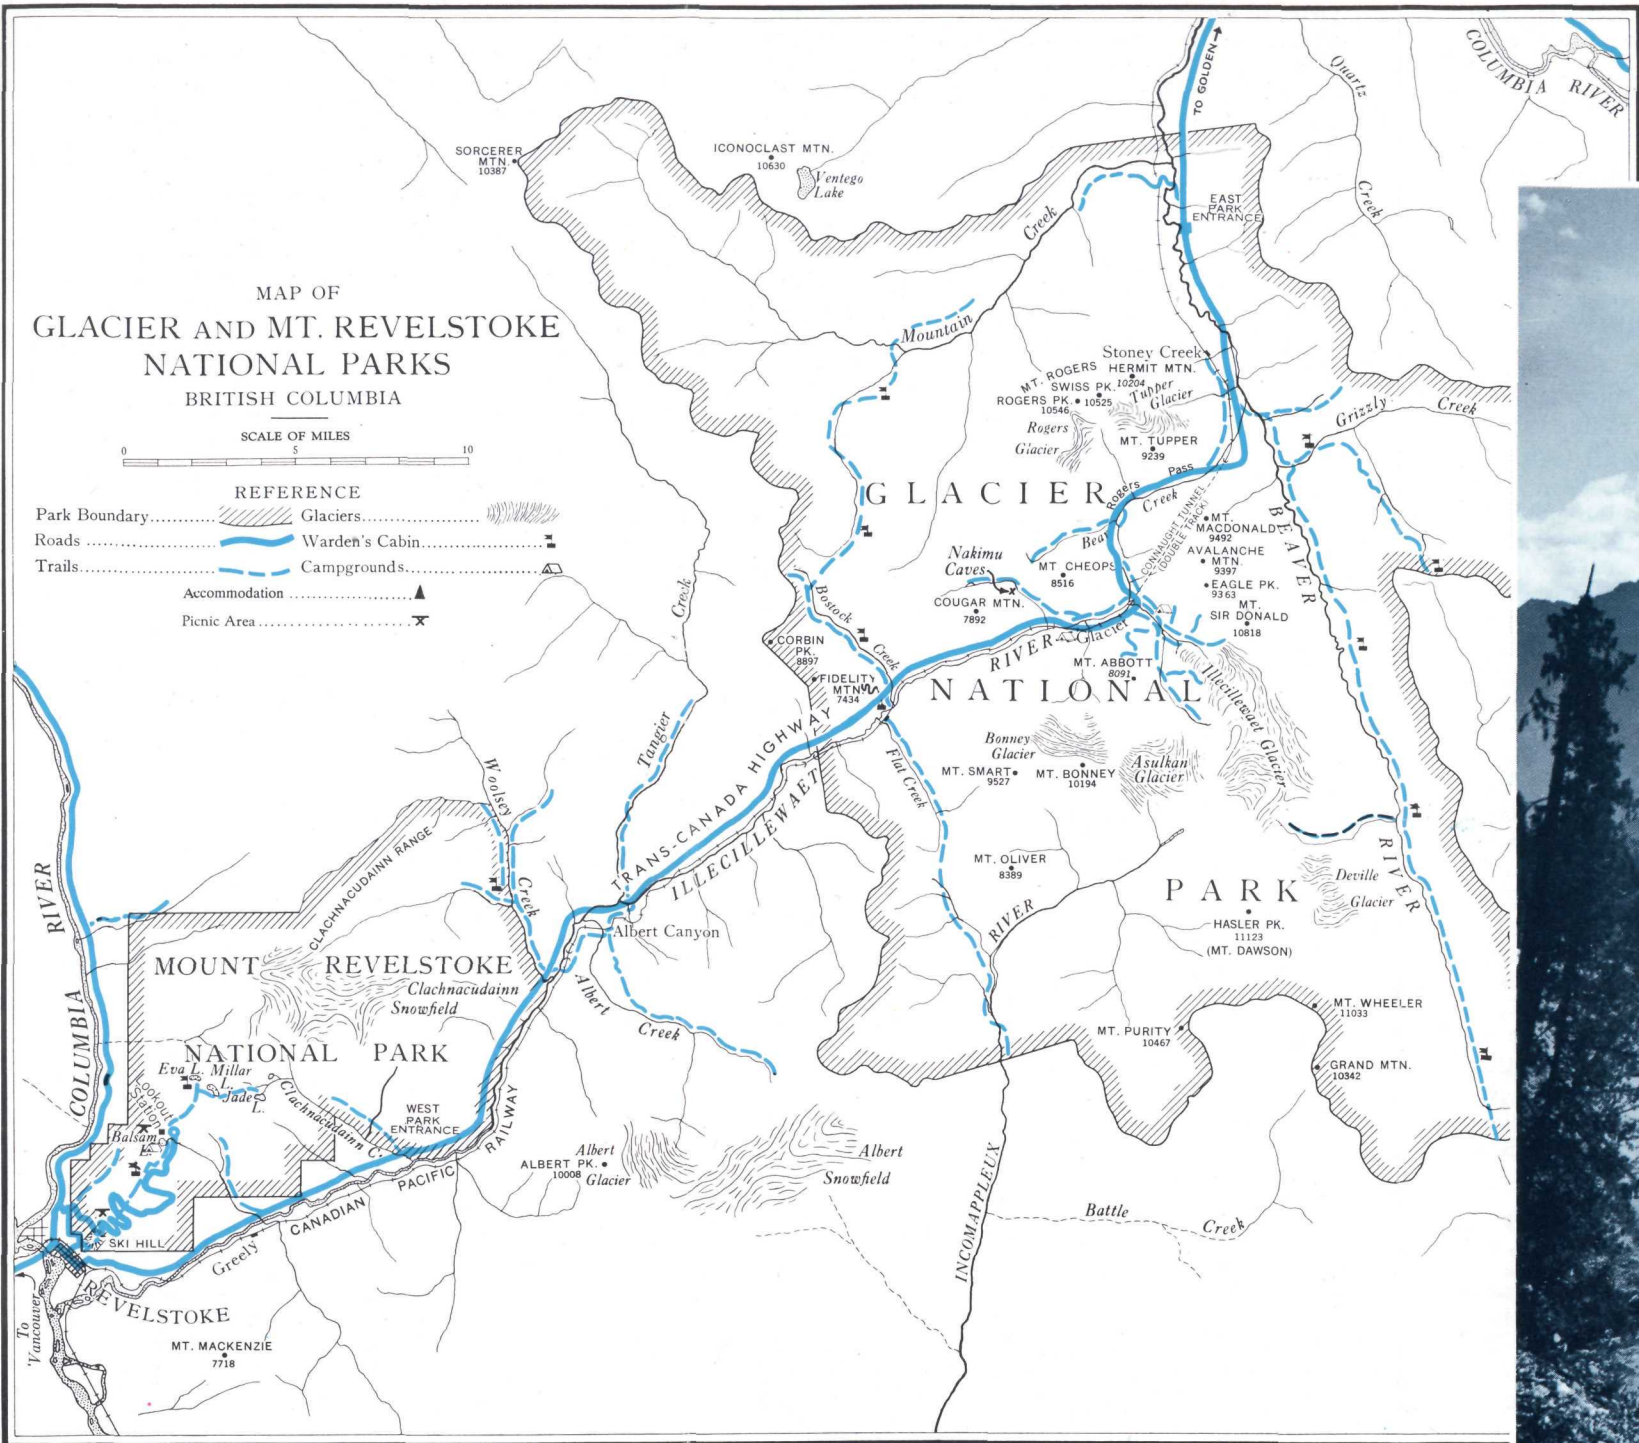 MAP OF
GLACIER AND MT. REVELSTOKE
NATIONAL PARKS
BRITISH COLUMBIA
SCALE OF MILES
0 5 10
REFERENCE
Park Boundary
Glaciers
Roads
Warden's Cabin
Trails
Campgrounds
Accommodation
Picnic Area
SORCERER
MTN.
10387
ICONOCLAST MTN.
10630
Ventego
Lake
TO GOLDEN
Quartz
Creek
COLUMBIA RIVER
EAST
PARK
ENTRANCE
Mountain
Creek
Stoney Creek
MT. ROGERS
HERMIT MTN.
10204
SWISS PK.
10525
ROGERS PK.
10546
Tupper
Glacier
Rogers
Glacier
MT. TUPPER
9239
Grizzly
Creek
GLACIER
Rogers
Pass
Bear
Creek
CONNAUGHT TUNNEL
(DOUBLE TRACK)
MT.
MACDONALD
9492
AVALANCHE
MTN.
9397
EAGLE PK.
9363
MT.
SIR DONALD
10818
BEAVER
RIVER
Nakimu
Caves
MT. CHEOPS
8516
COUGAR MTN.
7892
Bostock
Creek
CORBIN
PK.
8897
FIDELITY
MTN.
7434
RIVER
Glacier
MT. ABBOTT
8091
NATIONAL
Illecillewaet Glacier
Bonney
Glacier
MT. SMART
9527
MT. BONNEY
10194
Asulkan
Glacier
Flat Creek
Creek
Tangier
Woolsey
Creek
TRANS-CANADA HIGHWAY
ILLECILLEWAET
MT. OLIVER
8389
PARK
Deville
Glacier
HASLER PK.
11123
(MT. DAWSON)
RIVER
INCOMAPPLEUX
MT. WHEELER
11033
MT. PURITY
10467
GRAND MTN.
10342
Battle
Creek
CLACHNACUDAINN RANGE
Albert Canyon
Albert
Creek
RIVER
COLUMBIA
MOUNT REVELSTOKE
Clachnacudainn
Snowfield
NATIONAL PARK
Eva L.
Millar
L.
Jade
L.
Lookout
Station
Balsam
L.
Clachnacudainn C.
WEST
PARK
ENTRANCE
CANADIAN PACIFIC RAILWAY
ALBERT PK.
10008
Albert
Glacier
Albert
Snowfield
SKI HILL
Greely
REVELSTOKE
To
Vancouver
MT. MACKENZIE
7718